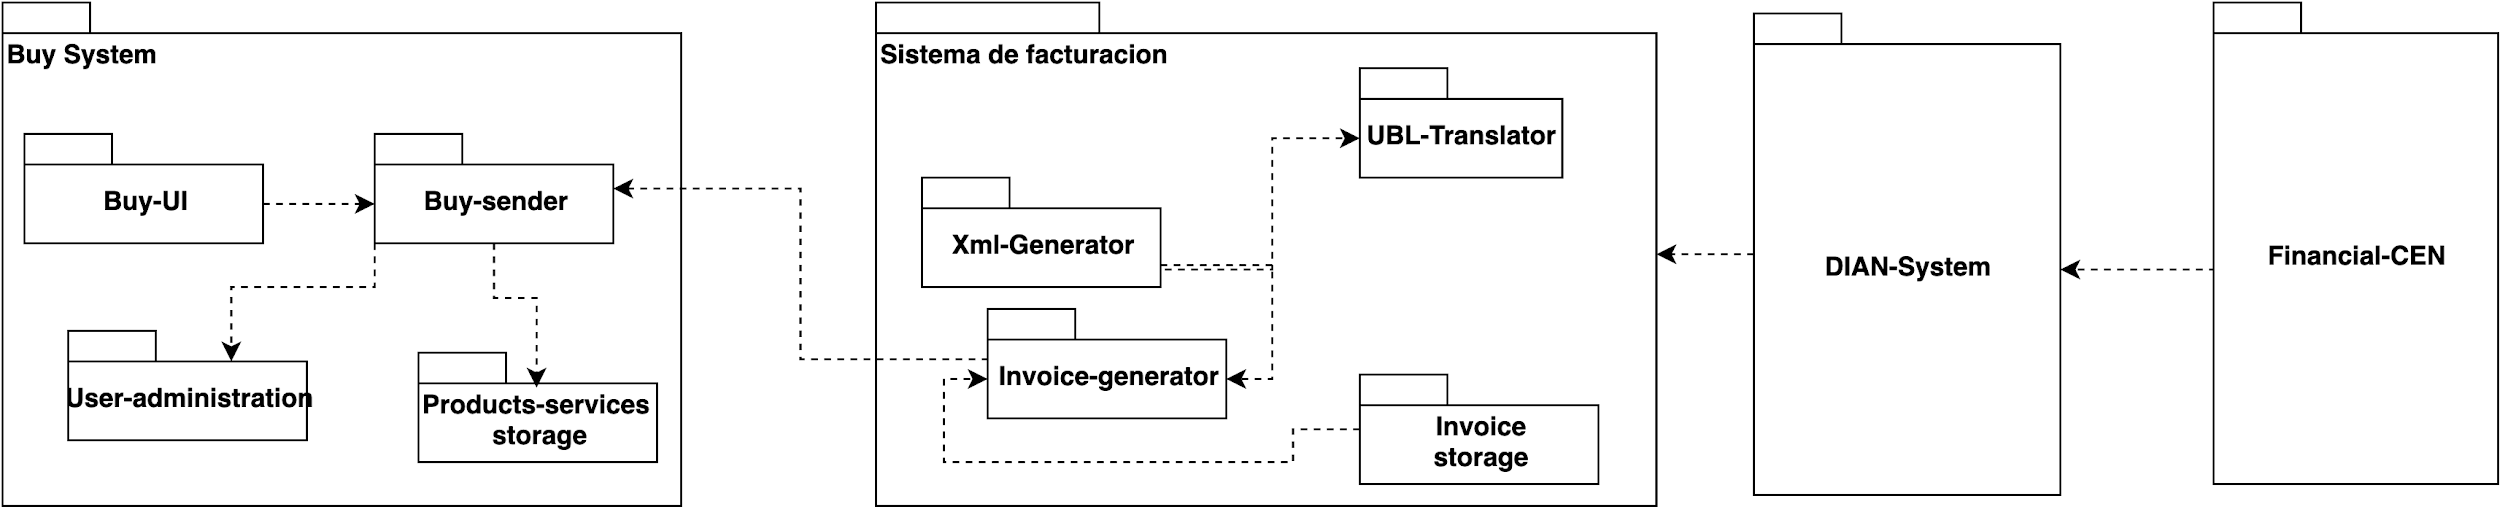 Buy System
Buy-UI
Buy-sender
User-administration
Products-services
storage
Sistema de facturacion
UBL-Translator
Xml-Generator
Invoice-generator
Invoice
storage
DIAN-System
Financial-CEN